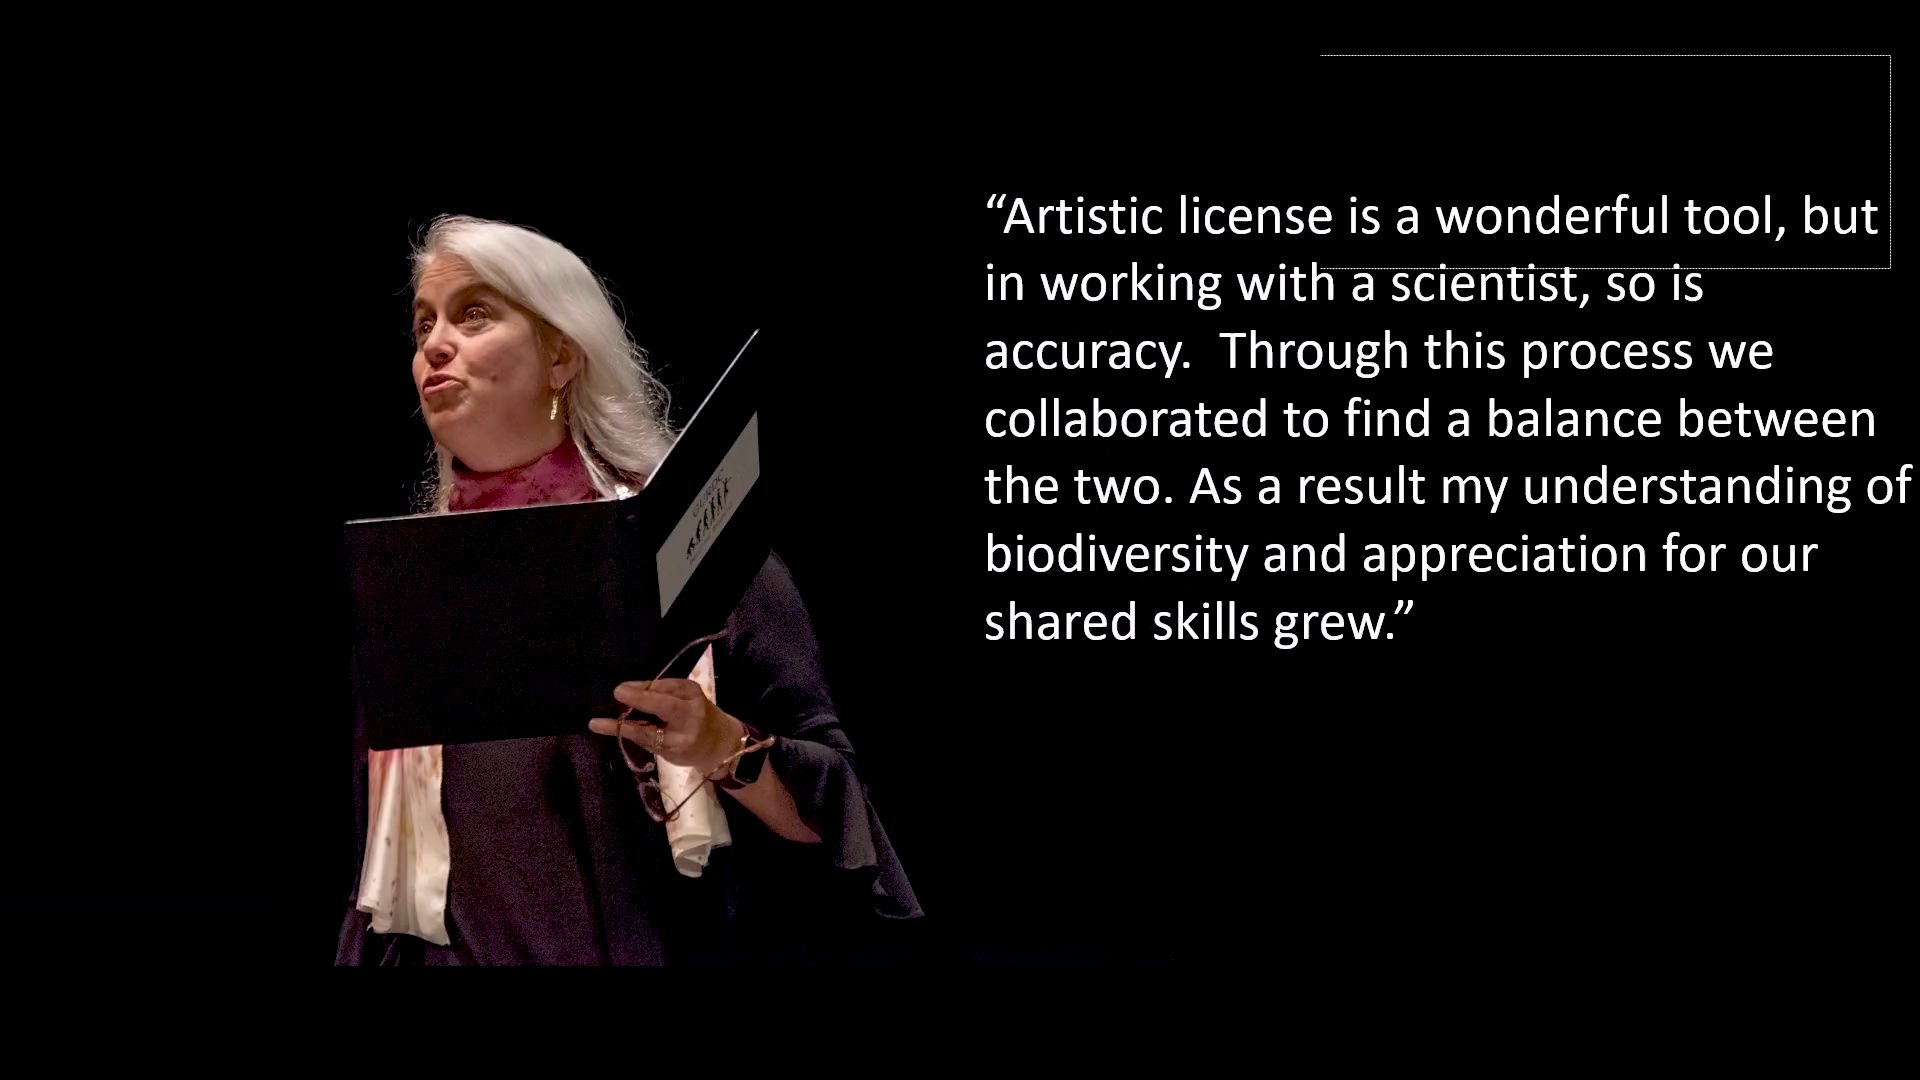 “Artistic license is a wonderful tool, but
in working with a scientist, so is
accuracy.  Through this process we
collaborated to find a balance between
the two. As a result my understanding of
biodiversity and appreciation for our
shared skills grew.”